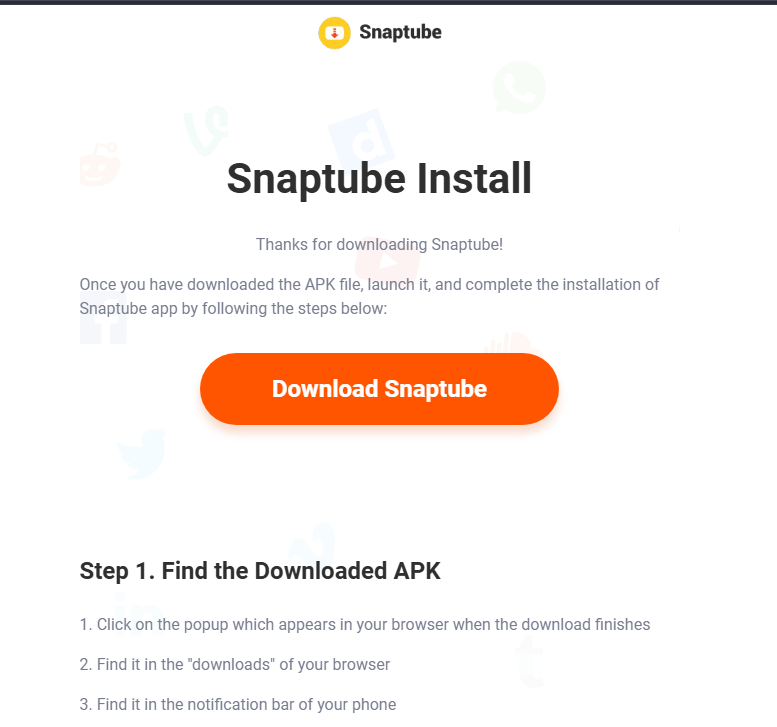 Snaptube
Snaptube Install
Thanks for downloading Snaptube!
Once you have downloaded the APK file, launch it, and complete the installation of
Snaptube app by following the steps below:
Download Snaptube
Step 1. Find the Downloaded APK
1. Click on the popup which appears in your browser when the download finishes
2. Find it in the "downloads" of your browser
3. Find it in the notification bar of your phone